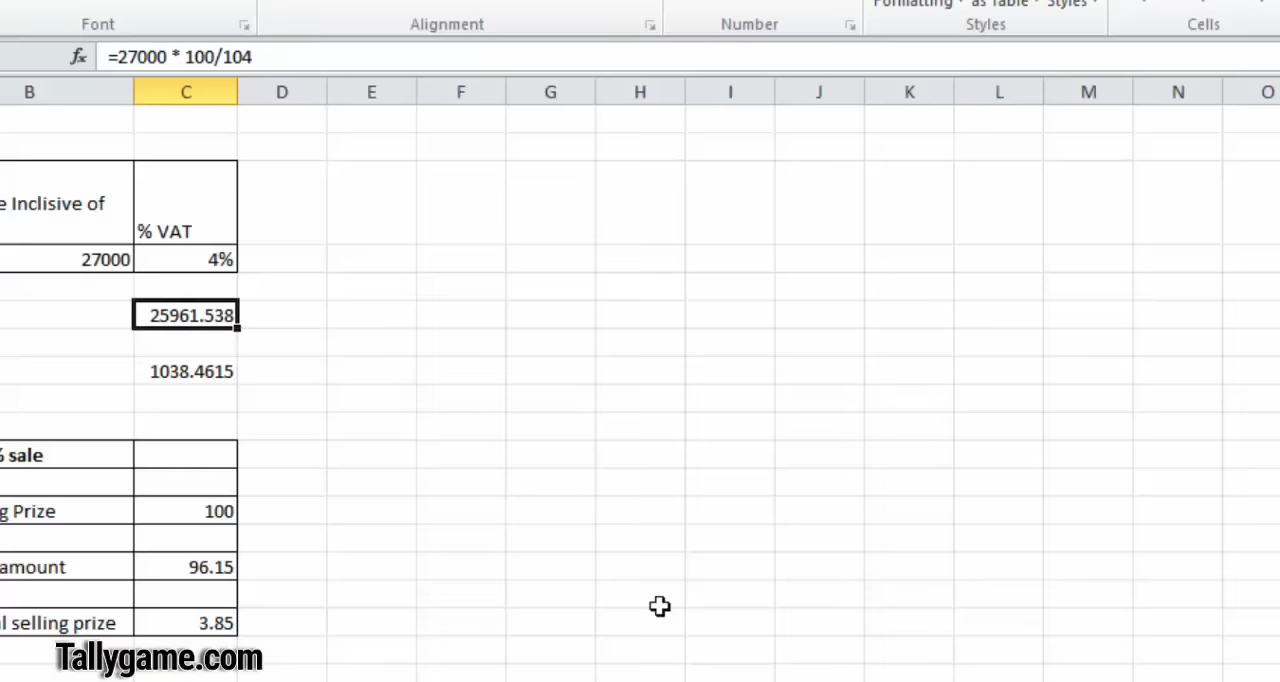 Formatting as Table Styles
Font Alignment Number Styles Cells
fx =27000 * 100/104
B C D E F G H I J K L M N O
e Inclisive of
% VAT
27000 4%
25961.538
1038.4615
% sale
g Prize 100
amount 96.15
l selling prize 3.85
Tallygame.com